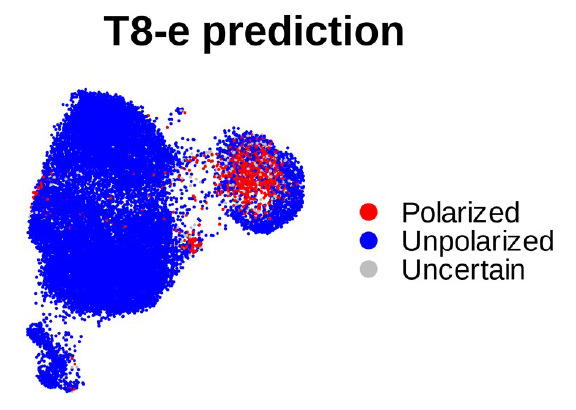 T8-e prediction
Polarized
Unpolarized
Uncertain